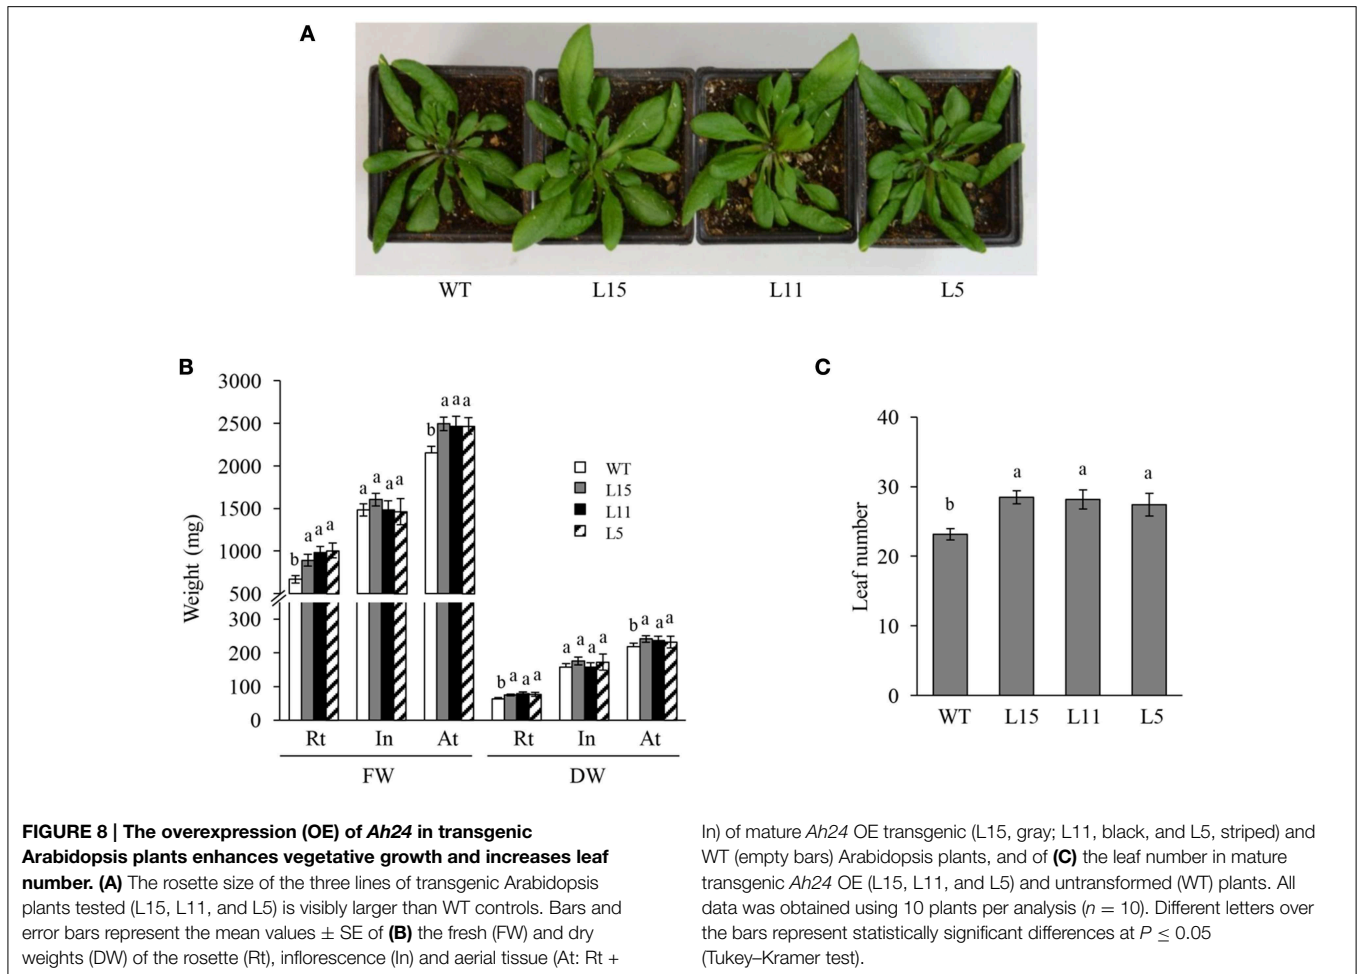 A
WT L15 L11 L5
B
3000
2500
2000
1500
1000
500
300
200
100
0
Weight (mg)
b a a a
a a a a
b a a a
b a a a
a a a a
b a a a
WT
L15
L11
L5
Rt In At Rt In At
FW DW
C
40
30
20
10
0
Leaf number
b a a a
WT L15 L11 L5
FIGURE 8 | The overexpression (OE) of Ah24 in transgenic
Arabidopsis plants enhances vegetative growth and increases leaf
number. (A) The rosette size of the three lines of transgenic Arabidopsis
plants tested (L15, L11, and L5) is visibly larger than WT controls. Bars and
error bars represent the mean values ± SE of (B) the fresh (FW) and dry
weights (DW) of the rosette (Rt), inflorescence (In) and aerial tissue (At: Rt +
In) of mature Ah24 OE transgenic (L15, gray; L11, black, and L5, striped) and
WT (empty bars) Arabidopsis plants, and of (C) the leaf number in mature
transgenic Ah24 OE (L15, L11, and L5) and untransformed (WT) plants. All
data was obtained using 10 plants per analysis (n = 10). Different letters over
the bars represent statistically significant differences at P ≤ 0.05
(Tukey–Kramer test).